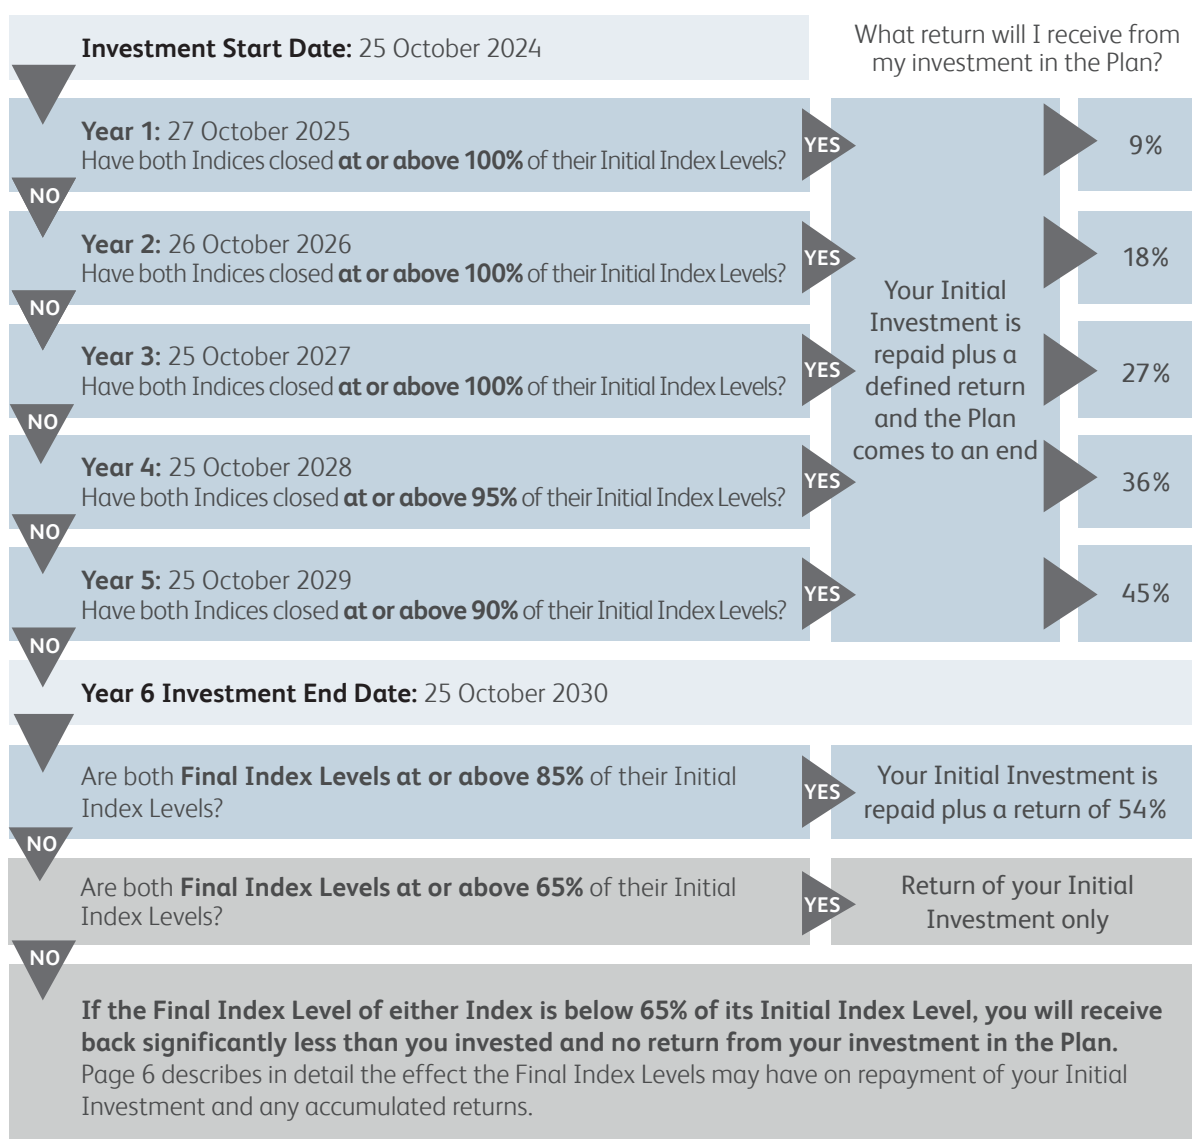 Investment Start Date: 25 October 2024
What return will I receive from
my investment in the Plan?
Year 1: 27 October 2025
Have both Indices closed at or above 100% of their Initial Index Levels?
YES
9%
NO
Year 2: 26 October 2026
Have both Indices closed at or above 100% of their Initial Index Levels?
YES
18%
NO
Year 3: 25 October 2027
Have both Indices closed at or above 100% of their Initial Index Levels?
YES
27%
NO
Year 4: 25 October 2028
Have both Indices closed at or above 95% of their Initial Index Levels?
YES
36%
NO
Year 5: 25 October 2029
Have both Indices closed at or above 90% of their Initial Index Levels?
YES
45%
Your Initial
Investment is
repaid plus a
defined return
and the Plan
comes to an end
NO
Year 6 Investment End Date: 25 October 2030
Are both Final Index Levels at or above 85% of their Initial
Index Levels?
YES
Your Initial Investment is
repaid plus a return of 54%
NO
Are both Final Index Levels at or above 65% of their Initial
Index Levels?
YES
Return of your Initial
Investment only
NO
If the Final Index Level of either Index is below 65% of its Initial Index Level, you will receive
back significantly less than you invested and no return from your investment in the Plan.
Page 6 describes in detail the effect the Final Index Levels may have on repayment of your Initial
Investment and any accumulated returns.